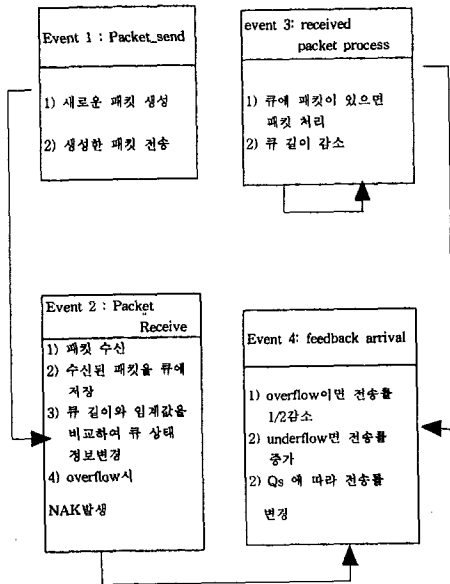 Event 1 : Packet_send
1) 새로운 패킷 생성
2) 생성한 패킷 전송
event 3: received
packet process
1) 큐에 패킷이 있으면
패킷 처리
2) 큐 길이 감소
Event 2 : Packet
Receive
1) 패킷 수신
2) 수신된 패킷을 큐에
저장
3) 큐 길이와 임계값을
비교하여 큐 상태
정보변경
4) overflow시
NAK발생
Event 4: feedback arrival
1) overflow이면 전송률
1/2감소
2) underflow면 전송률
증가
2) Qs 에 따라 전송률
변경